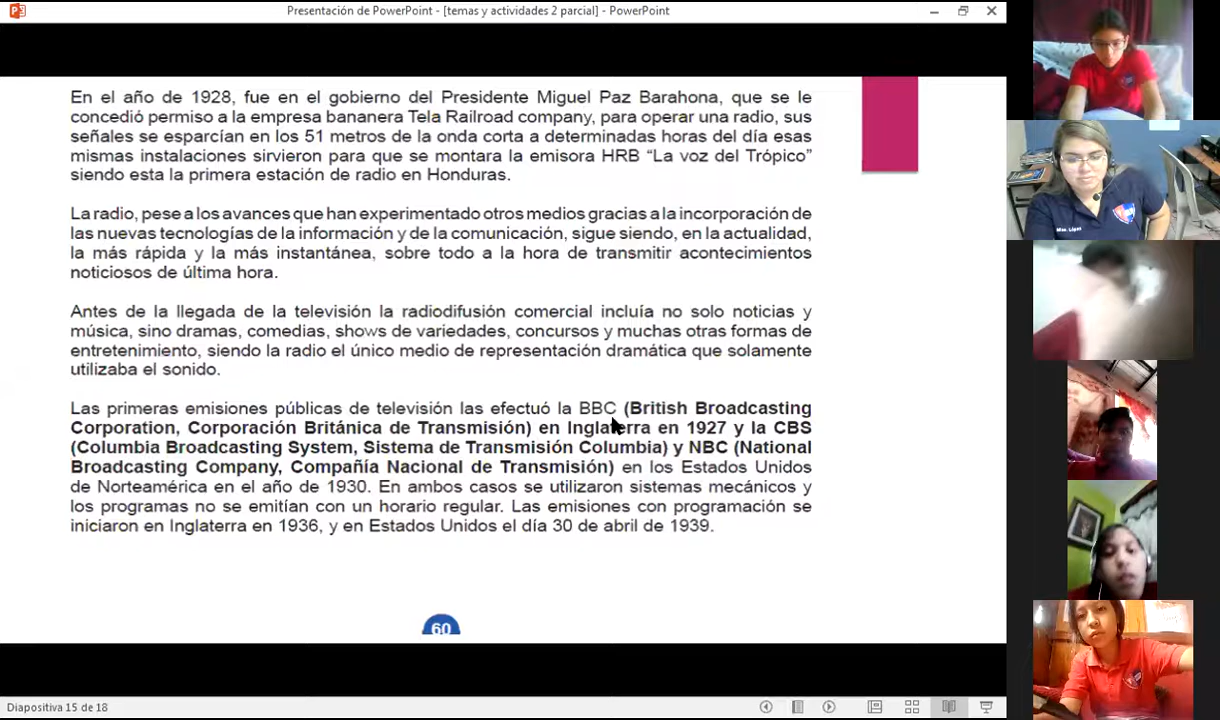 Presentación de PowerPoint - [temas y actividades 2 parcial] - PowerPoint
En el año de 1928, fue en el gobierno del Presidente Miguel Paz Barahona, que se le
concedió permiso a la empresa bananera Tela Railroad company, para operar una radio, sus
señales se esparcían en los 51 metros de la onda corta a determinadas horas del día esas
mismas instalaciones sirvieron para que se montara la emisora HRB “La voz del Trópico”
siendo esta la primera estación de radio en Honduras.
La radio, pese a los avances que han experimentado otros medios gracias a la incorporación de
las nuevas tecnologías de la información y de la comunicación, sigue siendo, en la actualidad,
la más rápida y la más instantánea, sobre todo a la hora de transmitir acontecimientos
noticiosos de última hora.
Antes de la llegada de la televisión la radiodifusión comercial incluía no solo noticias y
música, sino dramas, comedias, shows de variedades, concursos y muchas otras formas de
entretenimiento, siendo la radio el único medio de representación dramática que solamente
utilizaba el sonido.
Las primeras emisiones públicas de televisión las efectuó la BBC (British Broadcasting
Corporation, Corporación Británica de Transmisión) en Inglaterra en 1927 y la CBS
(Columbia Broadcasting System, Sistema de Transmisión Columbia) y NBC (National
Broadcasting Company, Compañía Nacional de Transmisión) en los Estados Unidos
de Norteamérica en el año de 1930. En ambos casos se utilizaron sistemas mecánicos y
los programas no se emitían con un horario regular. Las emisiones con programación se
iniciaron en Inglaterra en 1936, y en Estados Unidos el día 30 de abril de 1939.
60
Diapositiva 15 de 18
Miss. López